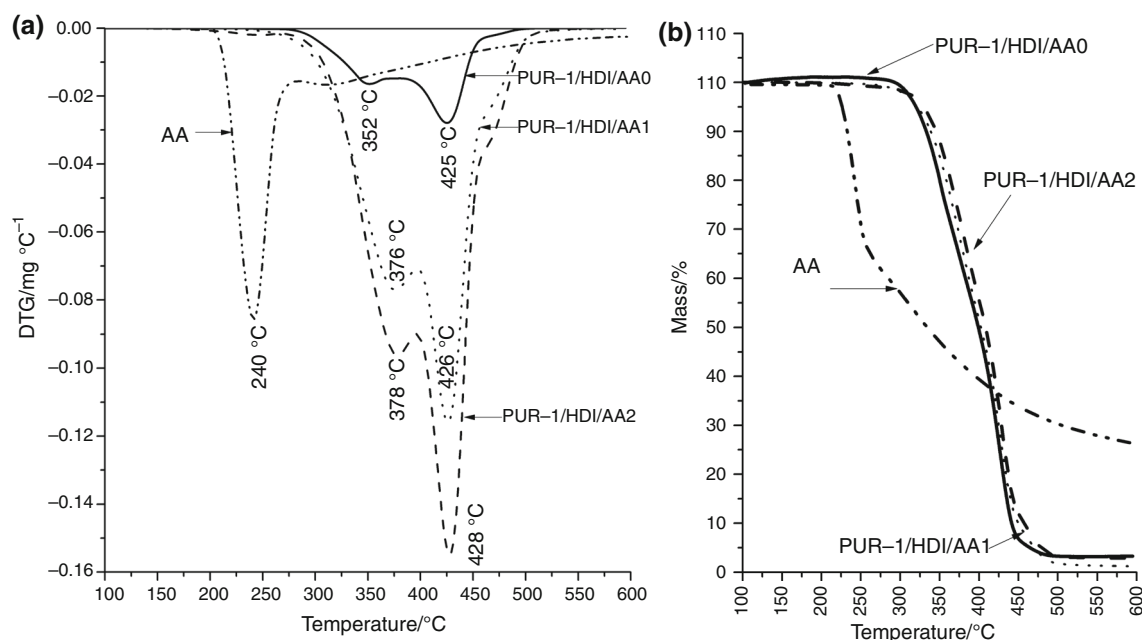 (a)
0.00
−0.02
−0.04
−0.06
−0.08
−0.10
−0.12
−0.14
−0.16
DTG/mg °C⁻¹
100 150 200 250 300 350 400 450 500 550 600
Temperature/°C
AA
240 °C
352 °C
425 °C
376 °C
426 °C
378 °C
428 °C
PUR–1/HDI/AA0
PUR–1/HDI/AA1
PUR–1/HDI/AA2
(b)
110
110
90
80
70
60
50
40
30
20
10
0
Mass/%
100 150 200 250 300 350 400 450 500 550 600
Temperature/°C
PUR–1/HDI/AA0
PUR–1/HDI/AA2
AA
PUR–1/HDI/AA1